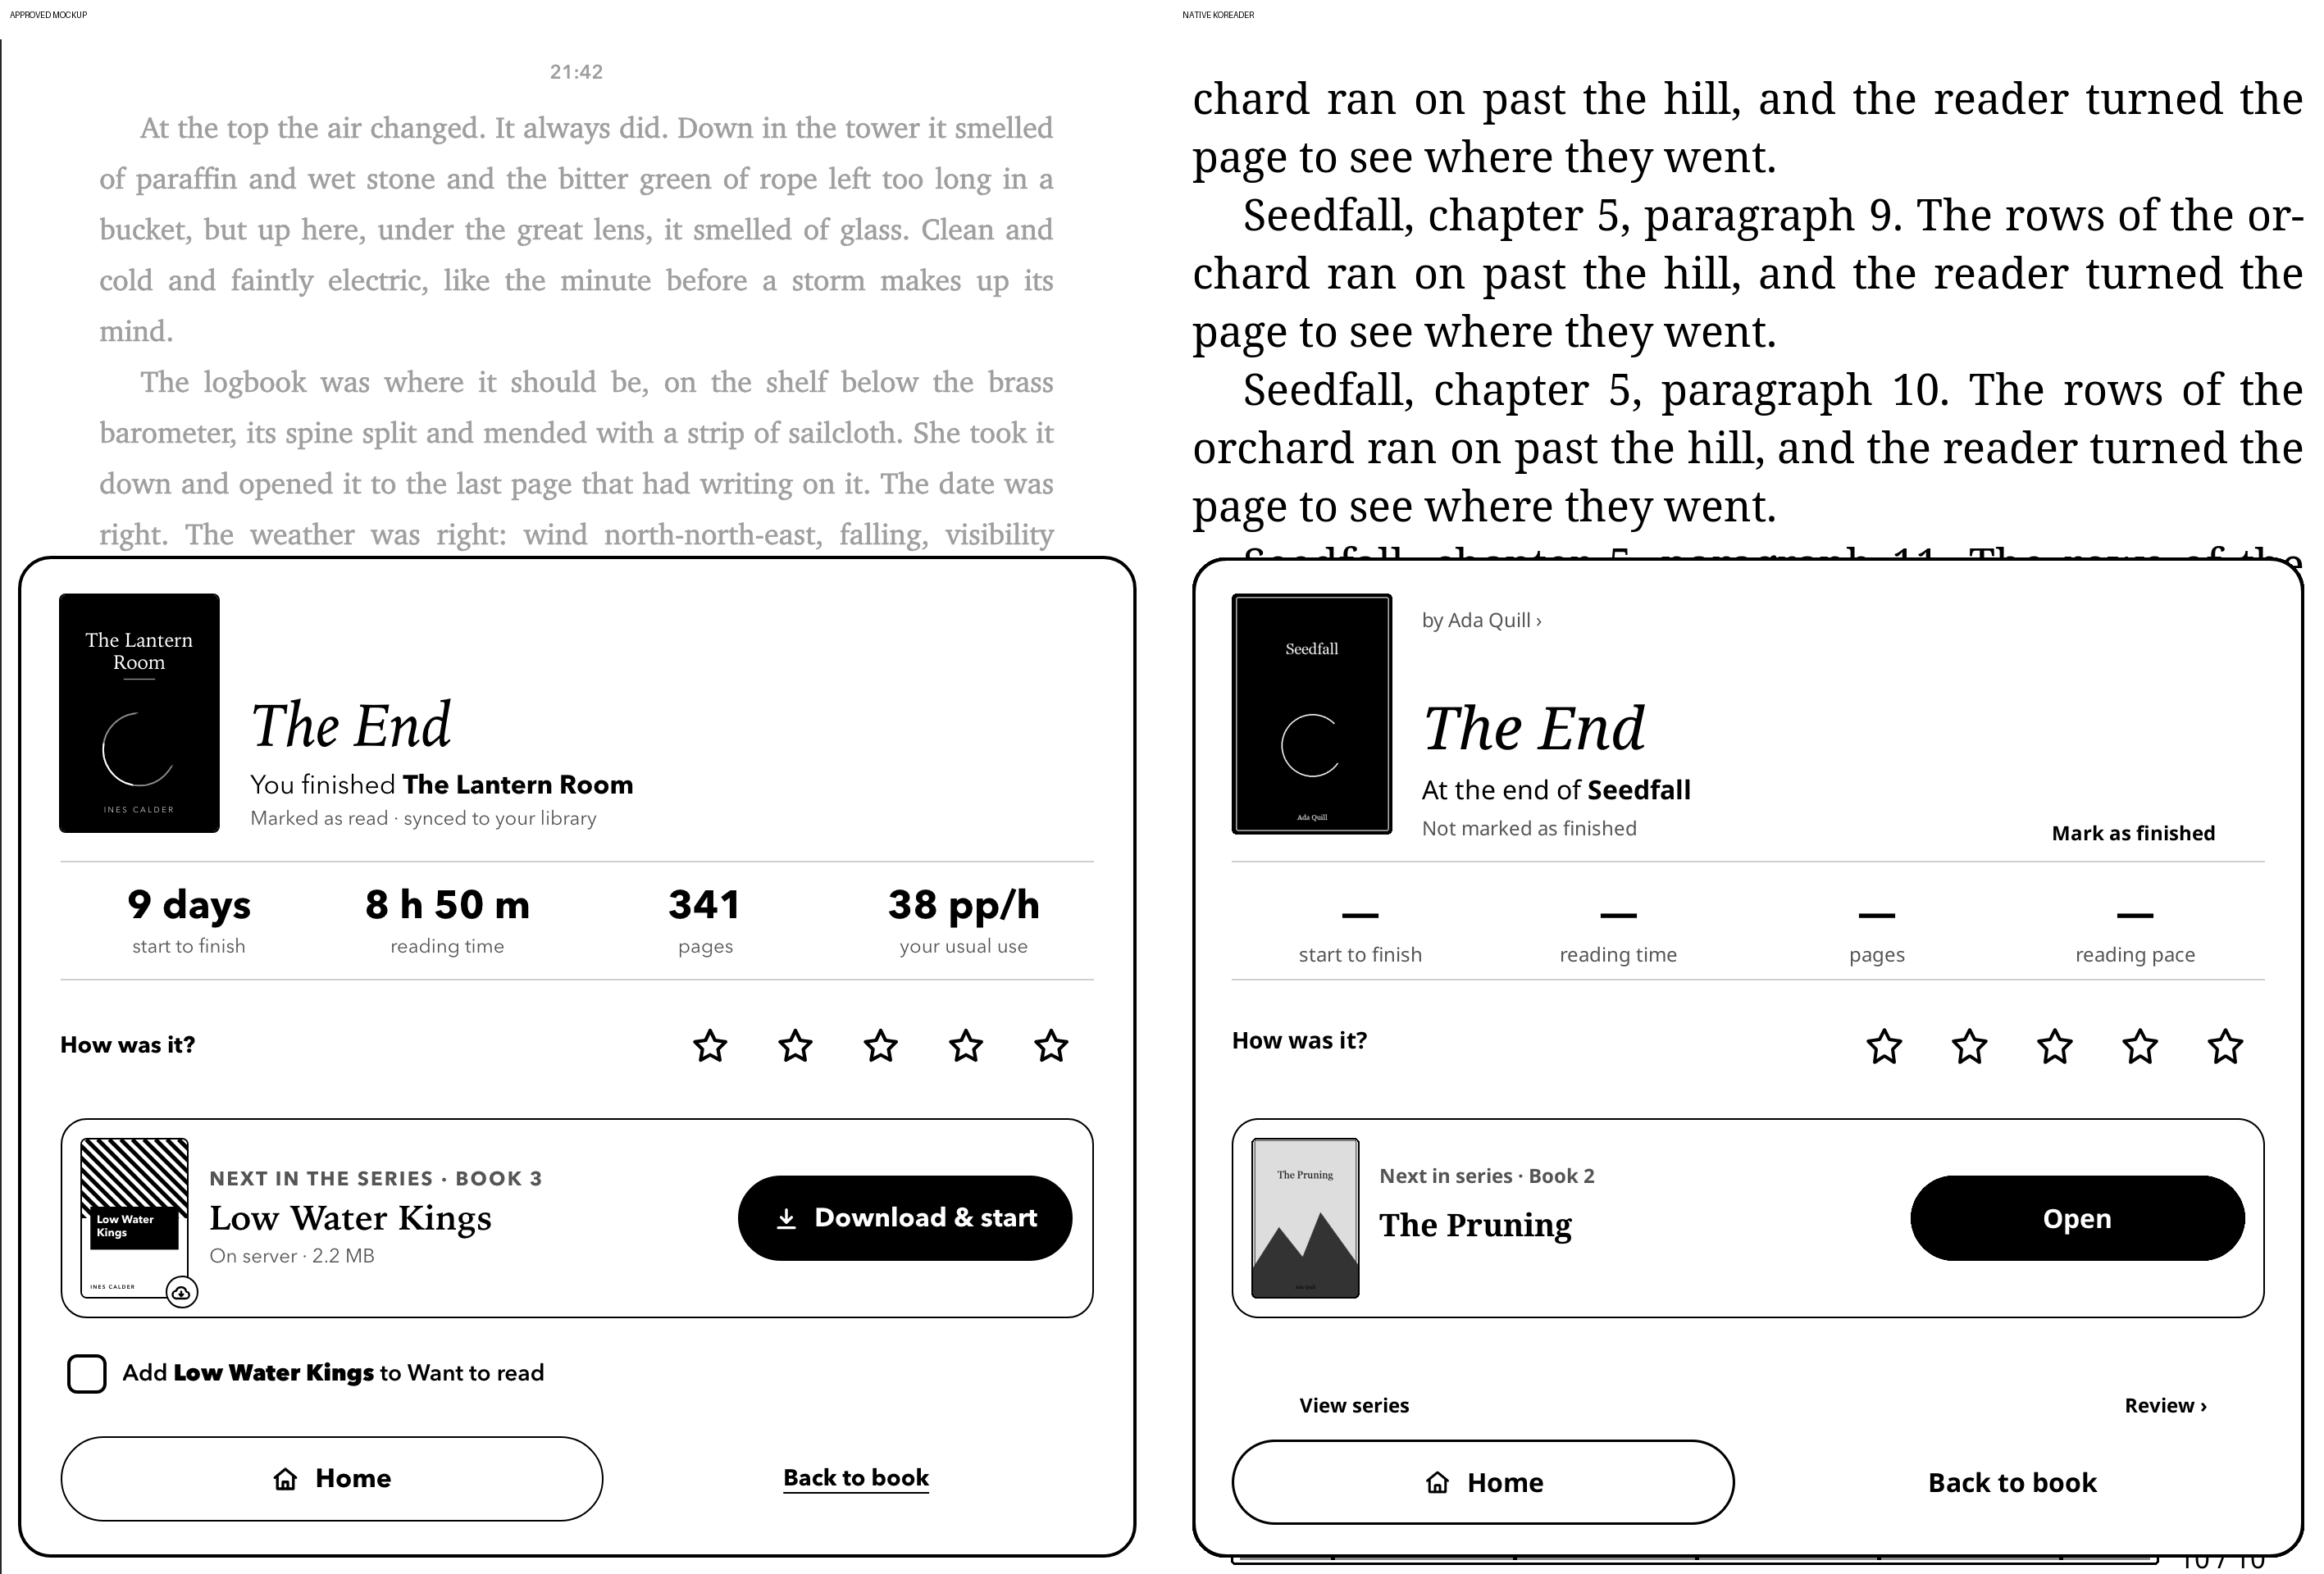 APPROVED MOCKUP
21:42
At the top the air changed. It always did. Down in the tower it smelled
of paraffin and wet stone and the bitter green of rope left too long in a
bucket, but up here, under the great lens, it smelled of glass. Clean and
cold and faintly electric, like the minute before a storm makes up its
mind.
The logbook was where it should be, on the shelf below the brass
barometer, its spine split and mended with a strip of sailcloth. She took it
down and opened it to the last page that had writing on it. The date was
right. The weather was right: wind north-north-east, falling, visibility
The Lantern
Room
INES CALDER
The End
You finished The Lantern Room
Marked as read · synced to your library
9 days
start to finish
8 h 50 m
reading time
341
pages
38 pp/h
your usual use
How was it?
Low Water
Kings
INES CALDER
NEXT IN THE SERIES · BOOK 3
Low Water Kings
On server · 2.2 MB
Download & start
Add Low Water Kings to Want to read
Home
Back to book
NATIVE KOREADER
chard ran on past the hill, and the reader turned the
page to see where they went.
Seedfall, chapter 5, paragraph 9. The rows of the or-
chard ran on past the hill, and the reader turned the
page to see where they went.
Seedfall, chapter 5, paragraph 10. The rows of the
orchard ran on past the hill, and the reader turned the
page to see where they went.
Seedfall, chapter 5, paragraph 11. The rows of the
Seedfall
Ada Quill
by Ada Quill ›
The End
At the end of Seedfall
Not marked as finished
Mark as finished
—
start to finish
—
reading time
—
pages
—
reading pace
How was it?
The Pruning
Ada Quill
Next in series · Book 2
The Pruning
Open
View series
Review ›
Home
Back to book
10 / 10